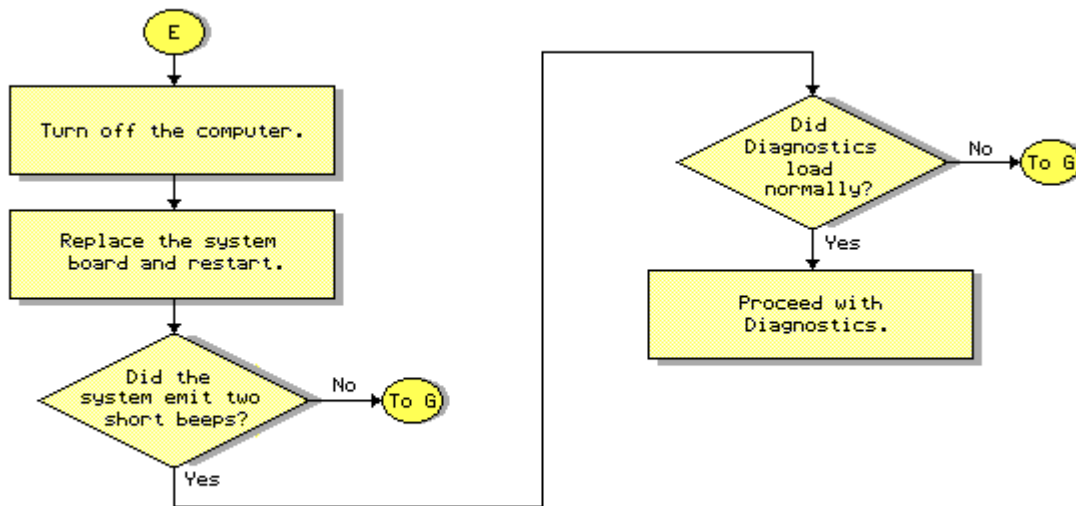 E
Turn off the computer.
Replace the system
board and restart.
Did the
system emit two
short beeps?
No
To G
Yes
Did
Diagnostics
load
normally?
No
To G
Yes
Proceed with
Diagnostics.